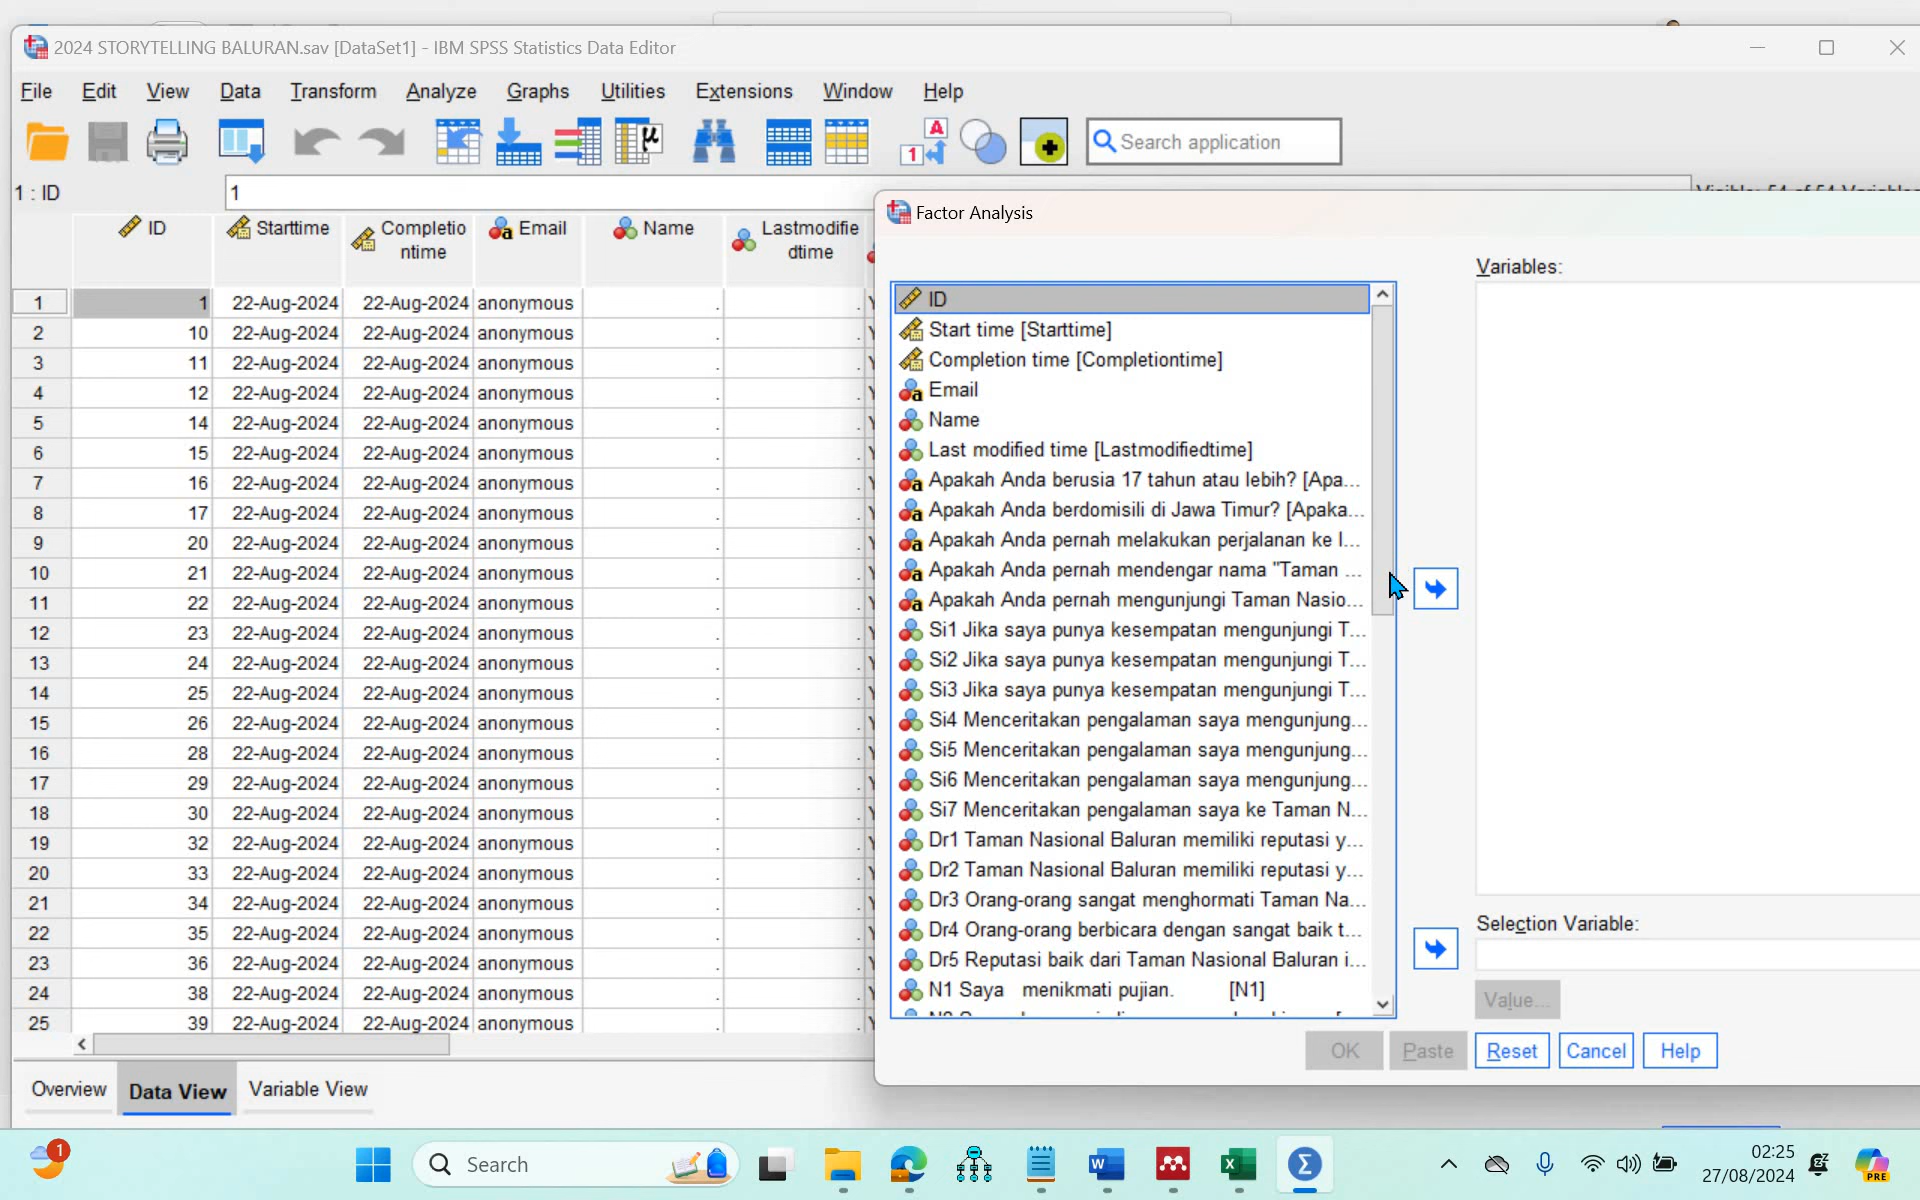 2024 STORYTELLING BALURAN.sav [DataSet1] - IBM SPSS Statistics Data Editor
File Edit View Data Transform Analyze Graphs Utilities Extensions Window Help
Search application
1 : ID 1
ID Starttime Completio ntime Email Name Lastmodifie dtime
1 1 22-Aug-2024 22-Aug-2024 anonymous . .
2 10 22-Aug-2024 22-Aug-2024 anonymous . .
3 11 22-Aug-2024 22-Aug-2024 anonymous . .
4 12 22-Aug-2024 22-Aug-2024 anonymous . .
5 14 22-Aug-2024 22-Aug-2024 anonymous . .
6 15 22-Aug-2024 22-Aug-2024 anonymous . .
7 16 22-Aug-2024 22-Aug-2024 anonymous . .
8 17 22-Aug-2024 22-Aug-2024 anonymous . .
9 20 22-Aug-2024 22-Aug-2024 anonymous . .
10 21 22-Aug-2024 22-Aug-2024 anonymous . .
11 22 22-Aug-2024 22-Aug-2024 anonymous . .
12 23 22-Aug-2024 22-Aug-2024 anonymous . .
13 24 22-Aug-2024 22-Aug-2024 anonymous . .
14 25 22-Aug-2024 22-Aug-2024 anonymous . .
15 26 22-Aug-2024 22-Aug-2024 anonymous . .
16 28 22-Aug-2024 22-Aug-2024 anonymous . .
17 29 22-Aug-2024 22-Aug-2024 anonymous . .
18 30 22-Aug-2024 22-Aug-2024 anonymous . .
19 32 22-Aug-2024 22-Aug-2024 anonymous . .
20 33 22-Aug-2024 22-Aug-2024 anonymous . .
21 34 22-Aug-2024 22-Aug-2024 anonymous . .
22 35 22-Aug-2024 22-Aug-2024 anonymous . .
23 36 22-Aug-2024 22-Aug-2024 anonymous . .
24 38 22-Aug-2024 22-Aug-2024 anonymous . .
25 39 22-Aug-2024 22-Aug-2024 anonymous . .
Overview Data View Variable View
Factor Analysis
ID
Start time [Starttime]
Completion time [Completiontime]
Email
Name
Last modified time [Lastmodifiedtime]
Apakah Anda berusia 17 tahun atau lebih? [Apa...
Apakah Anda berdomisili di Jawa Timur? [Apaka...
Apakah Anda pernah melakukan perjalanan ke l...
Apakah Anda pernah mendengar nama "Taman ...
Apakah Anda pernah mengunjungi Taman Nasio...
Si1 Jika saya punya kesempatan mengunjungi T...
Si2 Jika saya punya kesempatan mengunjungi T...
Si3 Jika saya punya kesempatan mengunjungi T...
Si4 Menceritakan pengalaman saya mengunjung...
Si5 Menceritakan pengalaman saya mengunjung...
Si6 Menceritakan pengalaman saya mengunjung...
Si7 Menceritakan pengalaman saya ke Taman N...
Dr1 Taman Nasional Baluran memiliki reputasi y...
Dr2 Taman Nasional Baluran memiliki reputasi y...
Dr3 Orang-orang sangat menghormati Taman Na...
Dr4 Orang-orang berbicara dengan sangat baik t...
Dr5 Reputasi baik dari Taman Nasional Baluran i...
N1 Saya menikmati pujian. [N1]
Variables:
Selection Variable:
Value...
OK Paste Reset Cancel Help
1
Search
02:25
27/08/2024
PRE